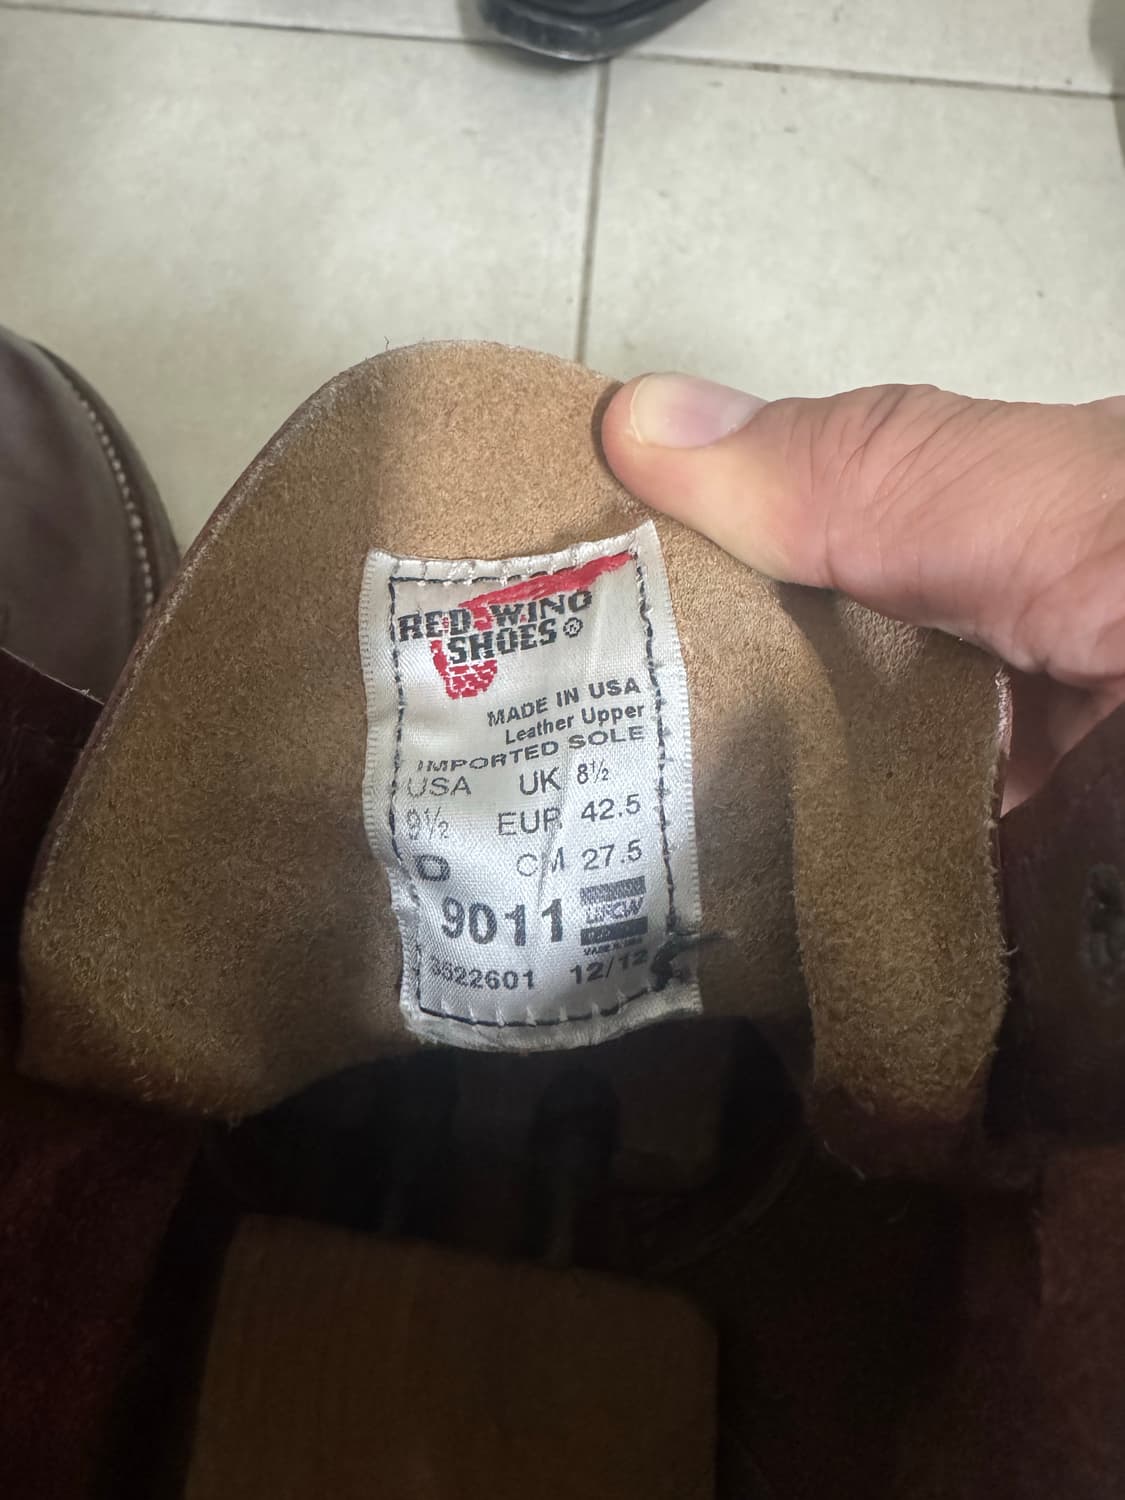 RED WING
SHOES®
MADE IN USA
Leather Upper
IMPORTED SOLE
USA UK 8½
9½ EUR 42.5
D CM 27.5
9011 UFCW
12/12